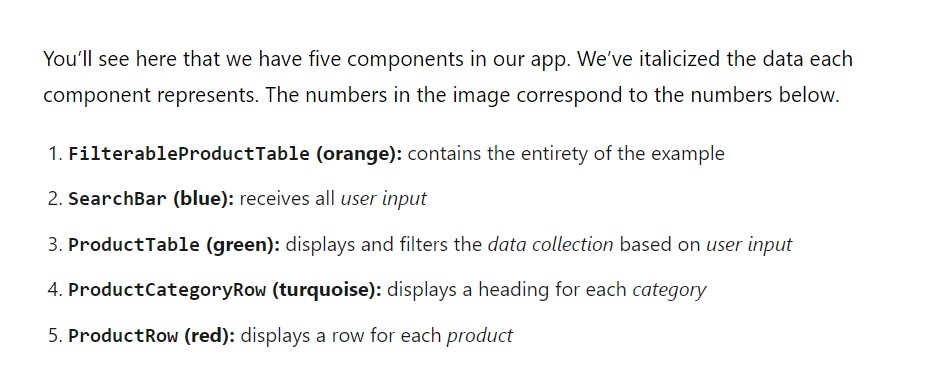 You'll see here that we have five components in our app. We've italicized the data each
component represents. The numbers in the image correspond to the numbers below.
1. FilterableProductTable (orange): contains the entirety of the example
2. SearchBar (blue): receives all user input
3. ProductTable (green): displays and filters the data collection based on user input
4. ProductCategoryRow (turquoise): displays a heading for each category
5. ProductRow (red): displays a row for each product